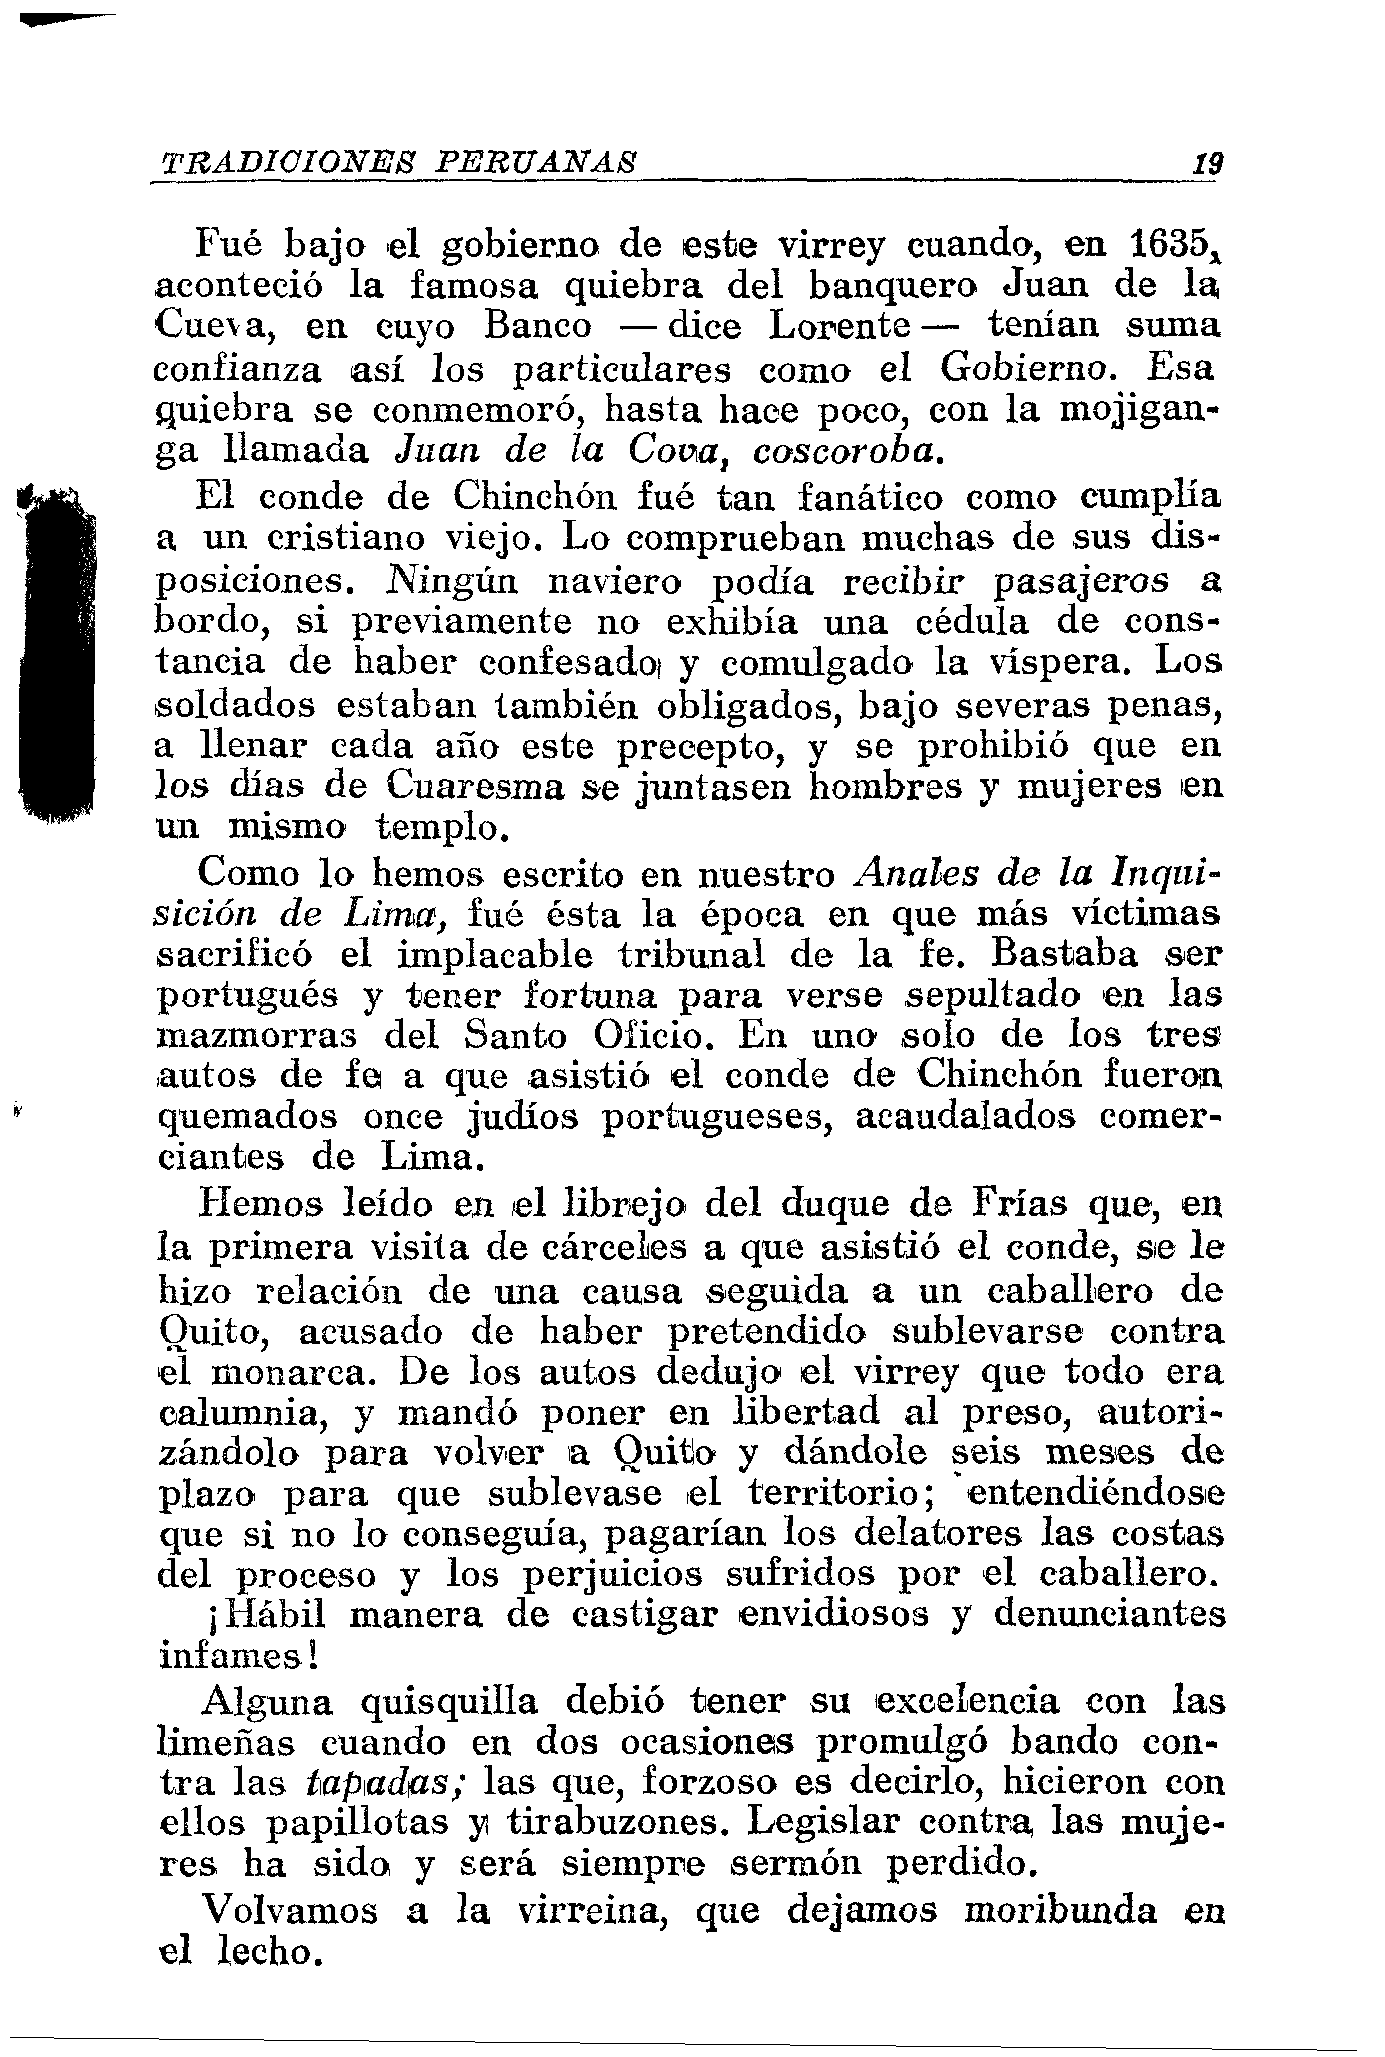 TRADICIONES PERUANAS 19
Fué bajo el gobierno de este virrey cuando, en 1635,
aconteció la famosa quiebra del banquero Juan de la
Cueva, en cuyo Banco — dice Lorente — tenían suma
confianza así los particulares como el Gobierno. Esa
quiebra se conmemoró, hasta hace poco, con la mojigan-
ga llamada Juan de la Cova, coscoroba.
El conde de Chinchón fué tan fanático como cumplía
a un cristiano viejo. Lo comprueban muchas de sus dis-
posiciones. Ningún naviero podía recibir pasajeros a
bordo, si previamente no exhibía una cédula de cons-
tancia de haber confesado y comulgado la víspera. Los
soldados estaban también obligados, bajo severas penas,
a llenar cada año este precepto, y se prohibió que en
los días de Cuaresma se juntasen hombres y mujeres en
un mismo templo.
Como lo hemos escrito en nuestro Anales de la Inqui-
sición de Lima, fué ésta la época en que más víctimas
sacrificó el implacable tribunal de la fe. Bastaba ser
portugués y tener fortuna para verse sepultado en las
mazmorras del Santo Oficio. En uno solo de los tres
autos de fe a que asistió el conde de Chinchón fueron
quemados once judíos portugueses, acaudalados comer-
ciantes de Lima.
Hemos leído en el librejo del duque de Frías que, en
la primera visita de cárceles a que asistió el conde, se le
hizo relación de una causa seguida a un caballero de
Quito, acusado de haber pretendido sublevarse contra
el monarca. De los autos dedujo el virrey que todo era
calumnia, y mandó poner en libertad al preso, autori-
zándolo para volver a Quito y dándole seis meses de
plazo para que sublevase el territorio; entendiéndose
que si no lo conseguía, pagarían los delatores las costas
del proceso y los perjuicios sufridos por el caballero.
¡Hábil manera de castigar envidiosos y denunciantes
infames!
Alguna quisquilla debió tener su excelencia con las
limeñas cuando en dos ocasiones promulgó bando con-
tra las tapadas; las que, forzoso es decirlo, hicieron con
ellos papillotas y tirabuzones. Legislar contra las muje-
res ha sido y será siempre sermón perdido.
Volvamos a la virreina, que dejamos moribunda en
el lecho.